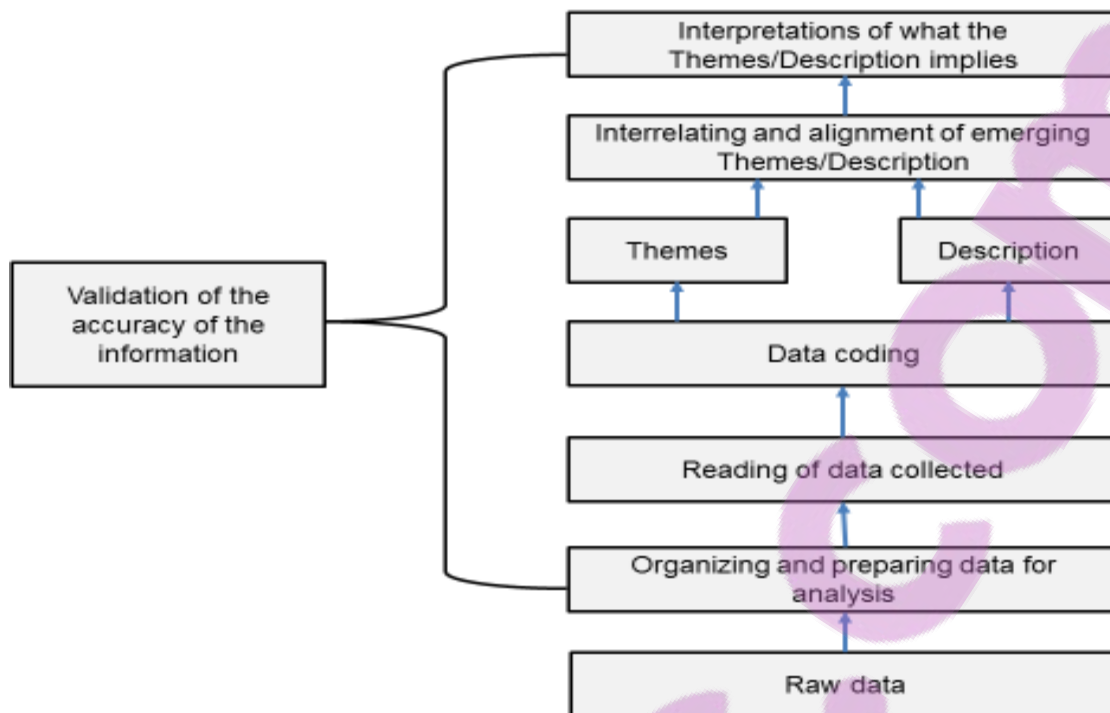 Interpretations of what the
Themes/Description implies
Interrelating and alignment of emerging
Themes/Description
Themes
Description
Validation of the
accuracy of the
information
Data coding
Reading of data collected
Organizing and preparing data for
analysis
Raw data